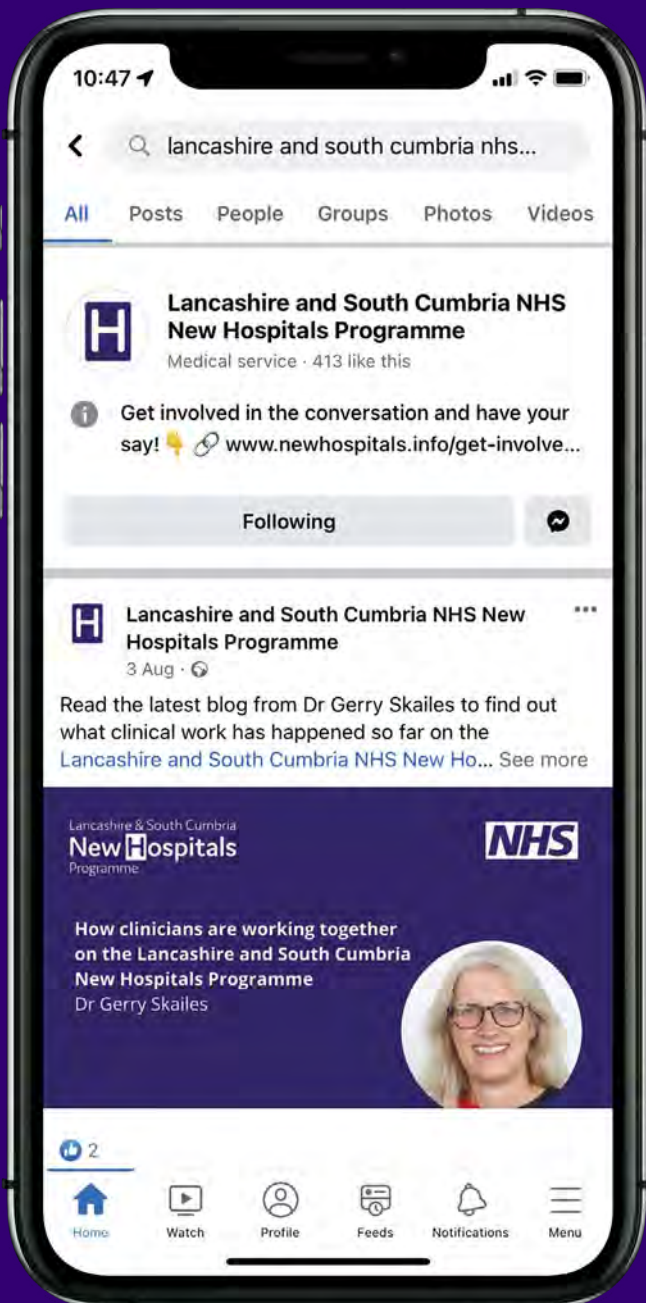 10:47
lancashire and south cumbria nhs...
All Posts People Groups Photos Videos
H
Lancashire and South Cumbria NHS
New Hospitals Programme
Medical service · 413 like this
Get involved in the conversation and have your
say! 👇 🔗 www.newhospitals.info/get-involve...
Following
H
Lancashire and South Cumbria NHS New
Hospitals Programme
3 Aug ·
Read the latest blog from Dr Gerry Skailes to find out
what clinical work has happened so far on the
Lancashire and South Cumbria NHS New Ho... See more
Lancashire & South Cumbria
New Hospitals
Programme
NHS
How clinicians are working together
on the Lancashire and South Cumbria
New Hospitals Programme
Dr Gerry Skailes
2
Home Watch Profile Feeds Notifications Menu